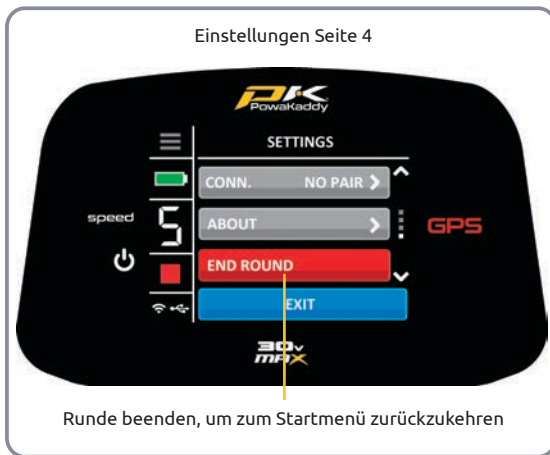 Einstellungen Seite 4
PK
PowaKaddy
SETTINGS
CONN. NO PAIR
ABOUT
speed 5 GPS
END ROUND
EXIT
30v
MAX
Runde beenden, um zum Startmenü zurückzukehren